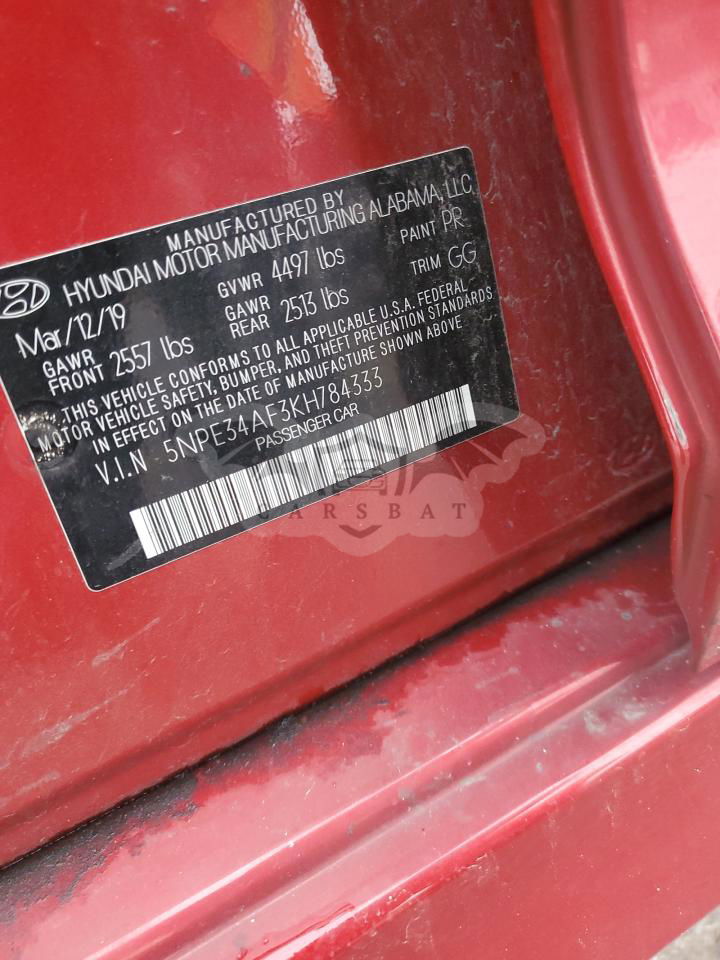 MANUFACTURED BY
HYUNDAI MOTOR MANUFACTURING ALABAMA, LLC
Mar/12/19 GVWR 4497 lbs PAINT PR
GAWR FRONT 2557 lbs GAWR REAR 2513 lbs TRIM GG
THIS VEHICLE CONFORMS TO ALL APPLICABLE U.S.A. FEDERAL
MOTOR VEHICLE SAFETY, BUMPER, AND THEFT PREVENTION STANDARDS
IN EFFECT ON THE DATE OF MANUFACTURE SHOWN ABOVE.
V.I.N 5NPE34AF3KH784333
PASSENGER CAR
CARSBAT